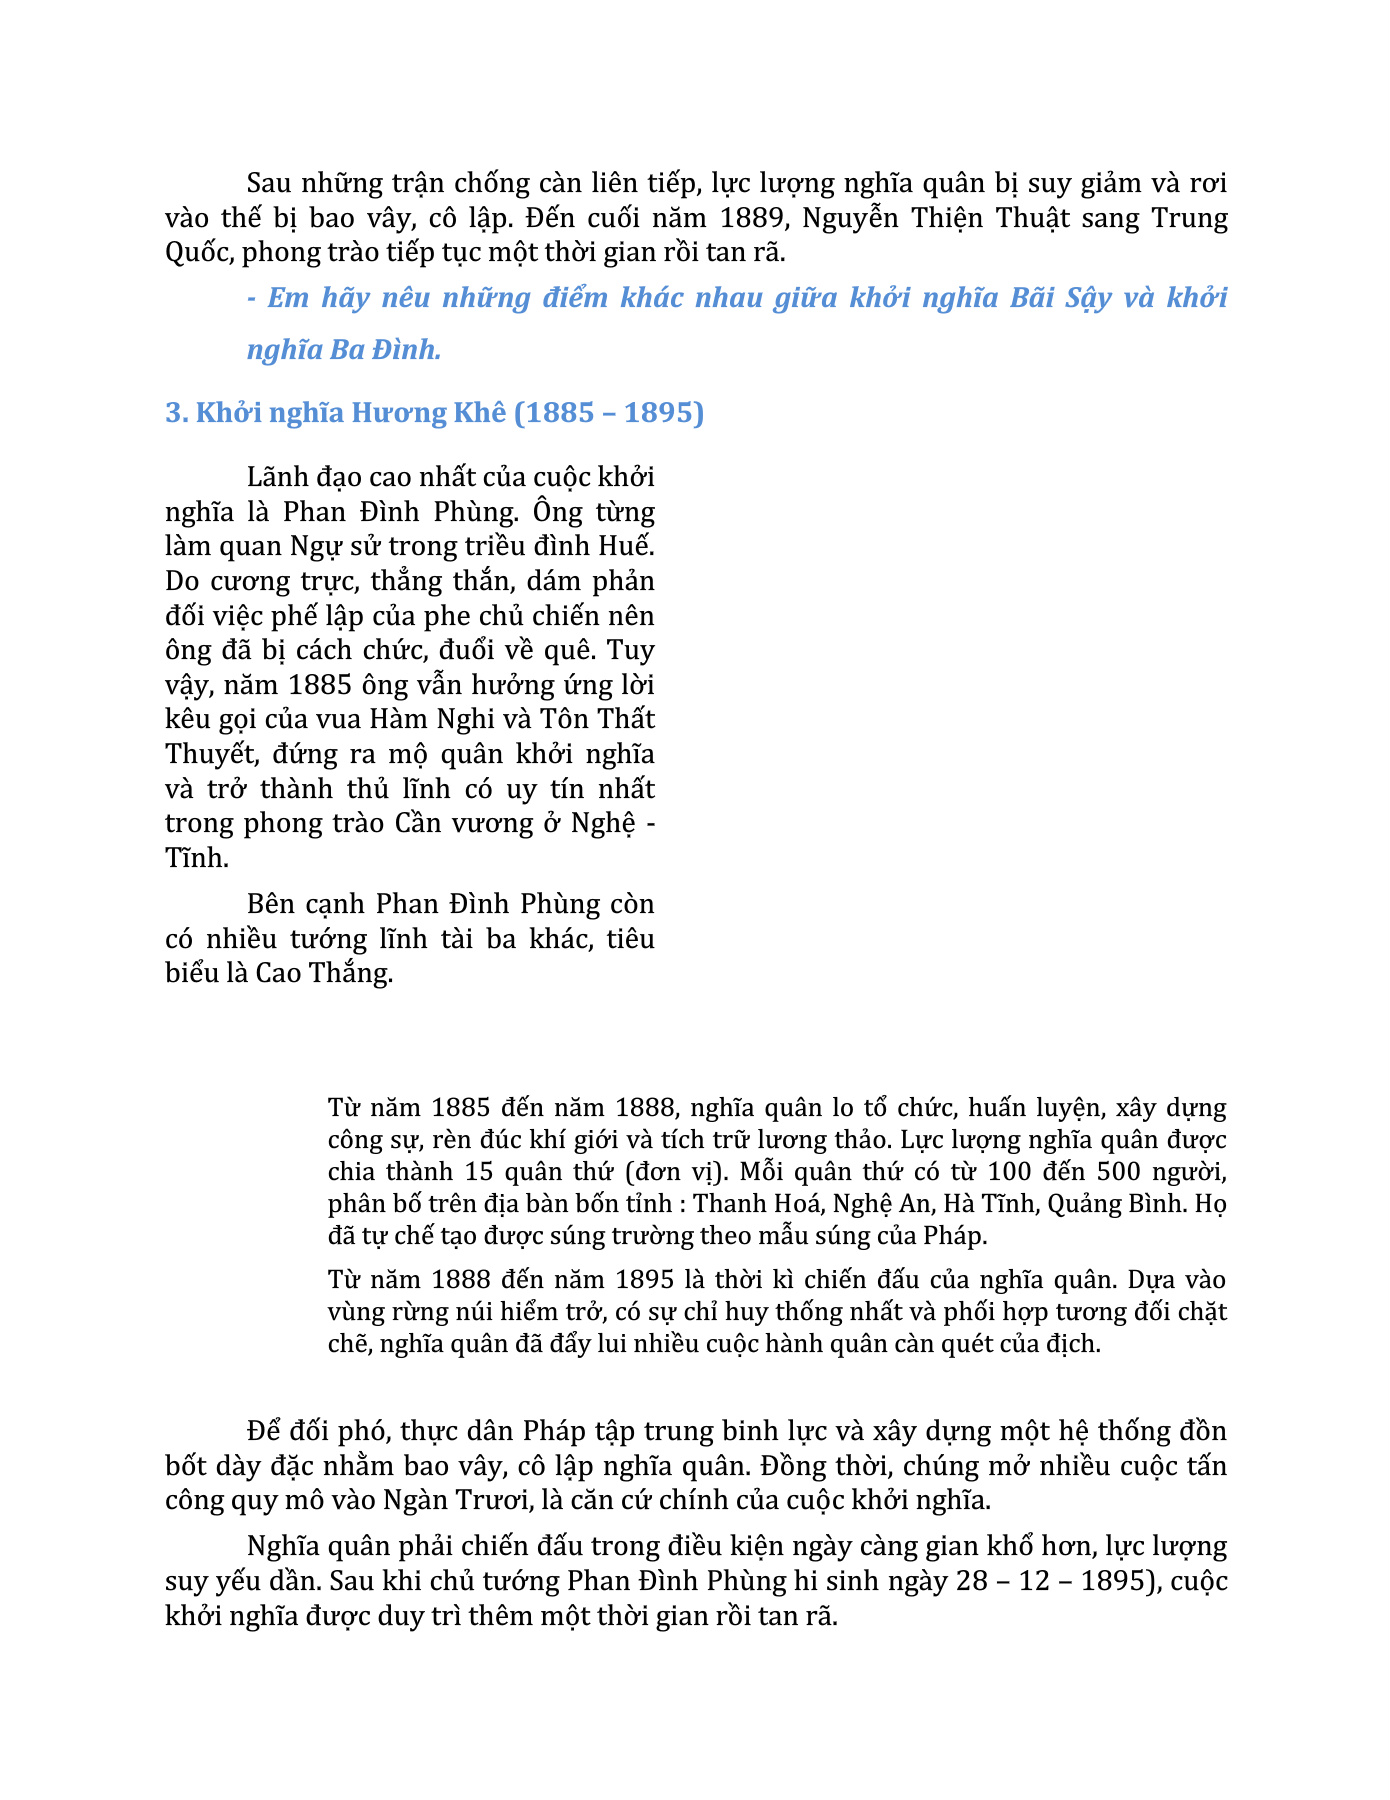 Sau những trận chống càn liên tiếp, lực lượng nghĩa quân bị suy giảm và rơi
vào thế bị bao vây, cô lập. Đến cuối năm 1889, Nguyễn Thiện Thuật sang Trung
Quốc, phong trào tiếp tục một thời gian rồi tan rã.
- Em hãy nêu những điểm khác nhau giữa khởi nghĩa Bãi Sậy và khởi
nghĩa Ba Đình.
3. Khởi nghĩa Hương Khê (1885 – 1895)
Lãnh đạo cao nhất của cuộc khởi
nghĩa là Phan Đình Phùng. Ông từng
làm quan Ngự sử trong triều đình Huế.
Do cương trực, thẳng thắn, dám phản
đối việc phế lập của phe chủ chiến nên
ông đã bị cách chức, đuổi về quê. Tuy
vậy, năm 1885 ông vẫn hưởng ứng lời
kêu gọi của vua Hàm Nghi và Tôn Thất
Thuyết, đứng ra mộ quân khởi nghĩa
và trở thành thủ lĩnh có uy tín nhất
trong phong trào Cần vương ở Nghệ -
Tĩnh.
Bên cạnh Phan Đình Phùng còn
có nhiều tướng lĩnh tài ba khác, tiêu
biểu là Cao Thắng.
Từ năm 1885 đến năm 1888, nghĩa quân lo tổ chức, huấn luyện, xây dựng
công sự, rèn đúc khí giới và tích trữ lương thảo. Lực lượng nghĩa quân được
chia thành 15 quân thứ (đơn vị). Mỗi quân thứ có từ 100 đến 500 người,
phân bố trên địa bàn bốn tỉnh : Thanh Hoá, Nghệ An, Hà Tĩnh, Quảng Bình. Họ
đã tự chế tạo được súng trường theo mẫu súng của Pháp.
Từ năm 1888 đến năm 1895 là thời kì chiến đấu của nghĩa quân. Dựa vào
vùng rừng núi hiểm trở, có sự chỉ huy thống nhất và phối hợp tương đối chặt
chẽ, nghĩa quân đã đẩy lui nhiều cuộc hành quân càn quét của địch.
Để đối phó, thực dân Pháp tập trung binh lực và xây dựng một hệ thống đồn
bốt dày đặc nhằm bao vây, cô lập nghĩa quân. Đồng thời, chúng mở nhiều cuộc tấn
công quy mô vào Ngàn Trươi, là căn cứ chính của cuộc khởi nghĩa.
Nghĩa quân phải chiến đấu trong điều kiện ngày càng gian khổ hơn, lực lượng
suy yếu dần. Sau khi chủ tướng Phan Đình Phùng hi sinh ngày 28 – 12 – 1895), cuộc
khởi nghĩa được duy trì thêm một thời gian rồi tan rã.